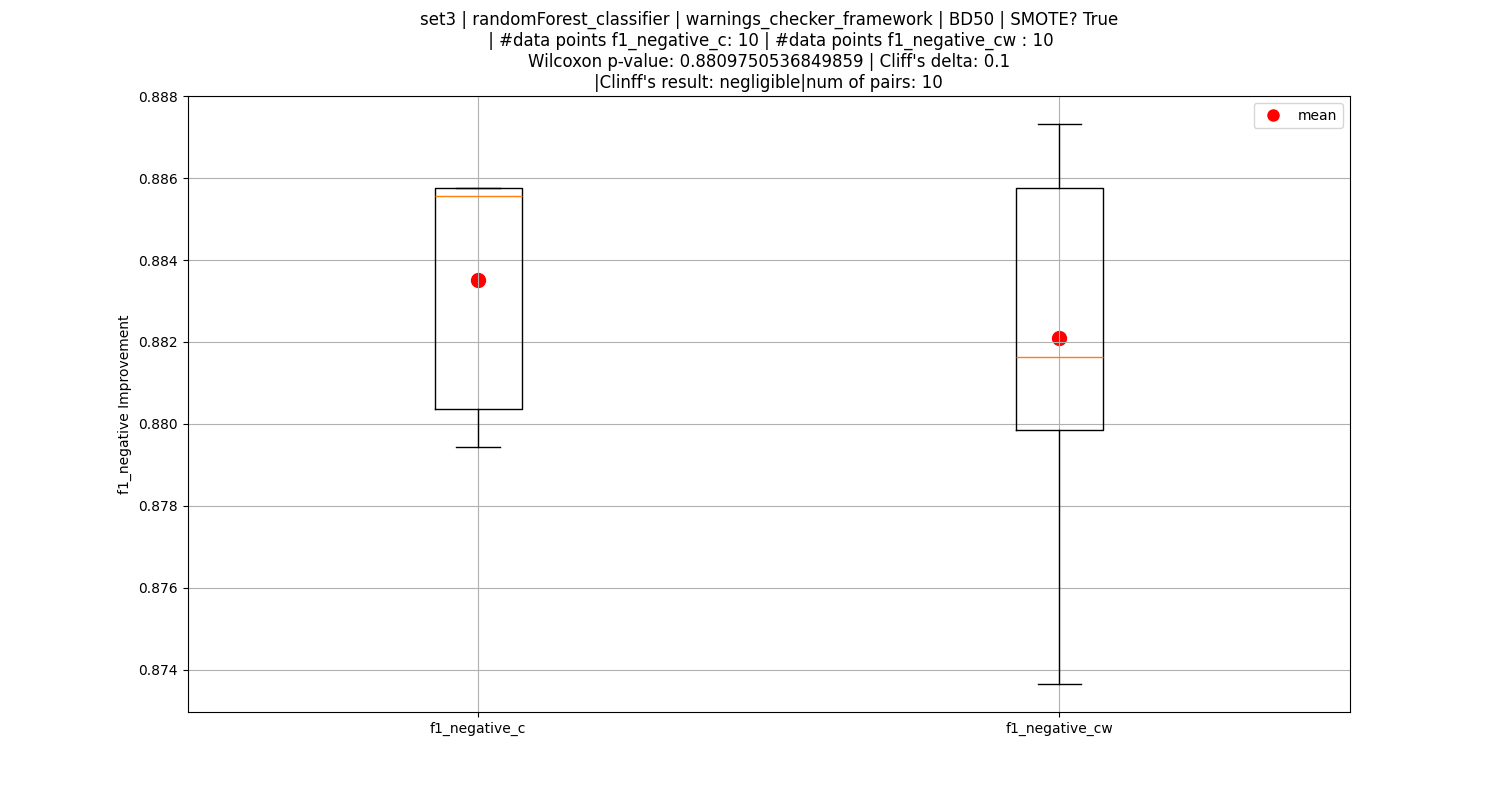 set3 | randomForest_classifier | warnings_checker_framework | BD50 | SMOTE? True
| #data points f1_negative_c: 10 | #data points f1_negative_cw : 10
Wilcoxon p-value: 0.8809750536849859 | Cliff's delta: 0.1
|Clinff's result: negligible|num of pairs: 10
mean
f1_negative Improvement
0.888
0.886
0.884
0.882
0.880
0.878
0.876
0.874
f1_negative_c
f1_negative_cw